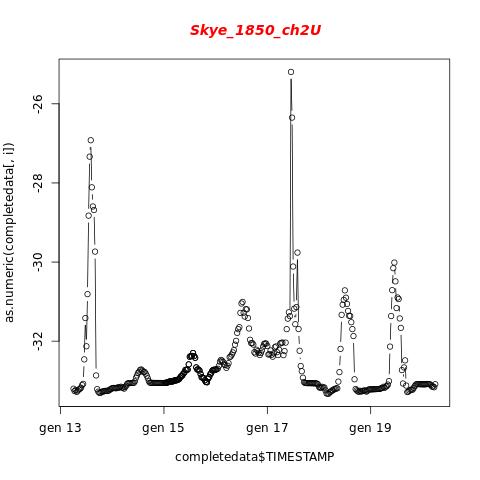 Skye_1850_ch2U
as.numeric(completedata[, i])
-26
-28
-30
-32
gen 13
gen 15
gen 17
gen 19
completedata$TIMESTAMP